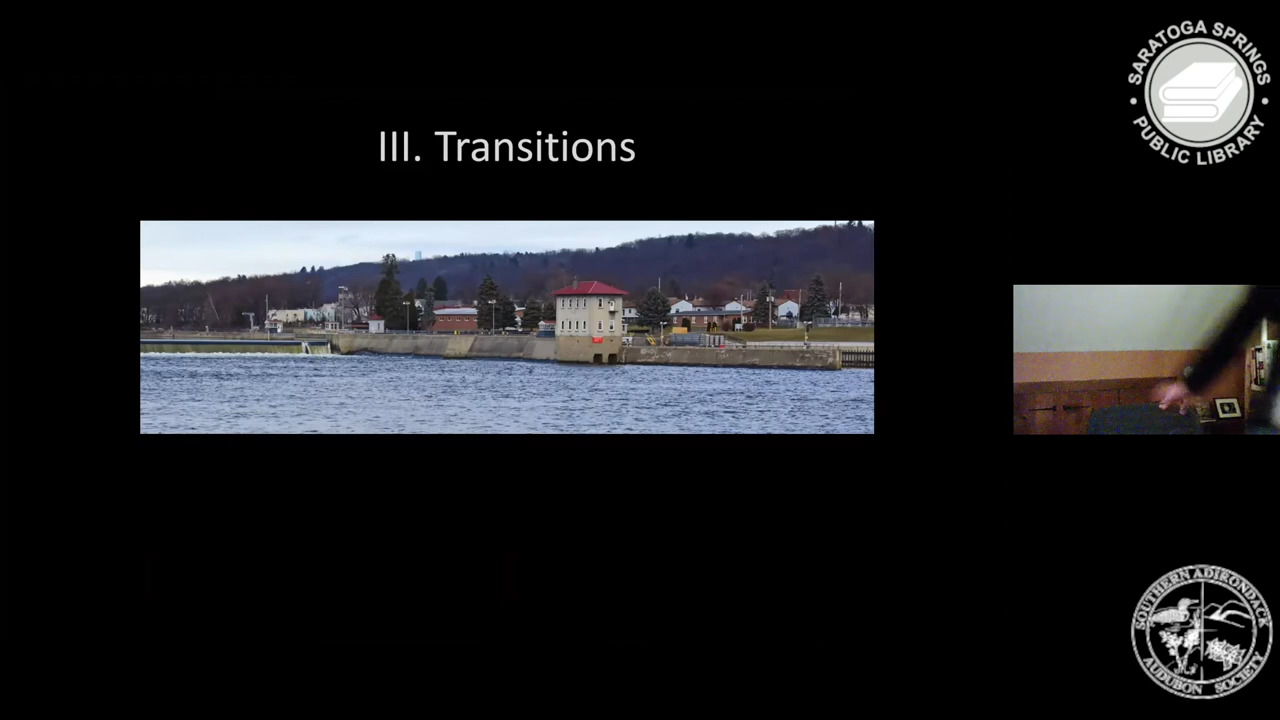 III. Transitions
SARATOGA SPRINGS
PUBLIC LIBRARY
SOUTHERN ADIRONDACK
AUDUBON SOCIETY